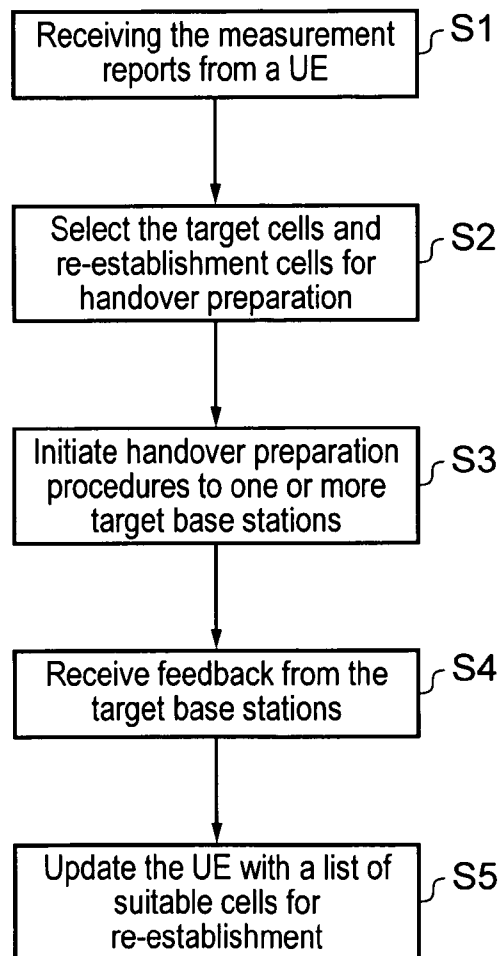 Receiving the measurement
reports from a UE
S1
Select the target cells and
re-establishment cells for
handover preparation
S2
Initiate handover preparation
procedures to one or more
target base stations
S3
Receive feedback from the
target base stations
S4
Update the UE with a list of
suitable cells for
re-establishment
S5